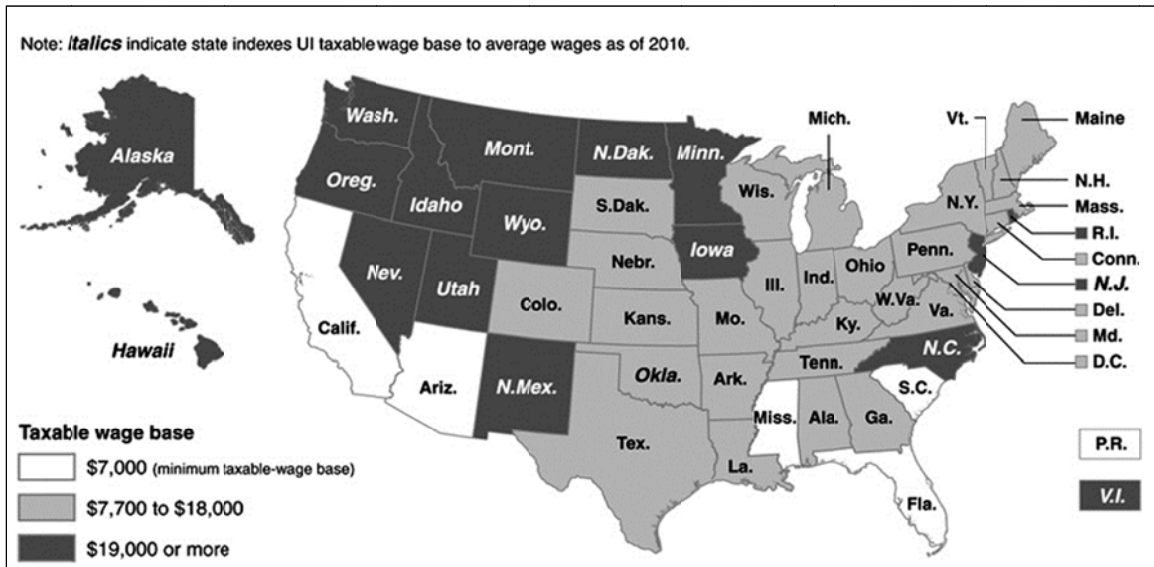 Note: Italics indicate state indexes UI taxable wage base to average wages as of 2010.
Mich.
Vt.
Maine
Wash.
Mont.
N.Dak.
Minn.
Alaska
Oreg.
Idaho
Wis.
N.H.
N.Y.
S.Dak.
Mass.
Wyo.
R.I.
Iowa
Penn.
Conn.
Nebr.
Nev.
Utah
Ill.
Ind.
Ohio
N.J.
Colo.
W.Va.
Va.
Del.
Calif.
Kans.
Mo.
Ky.
Md.
Hawaii
N.C.
D.C.
Tenn.
Okla.
Ark.
Ariz.
N.Mex.
S.C.
Miss.
Ala.
Ga.
Taxable wage base
Tex.
P.R.
$7,000 (minimum taxable-wage base)
La.
V.I.
Fla.
$7,700 to $18,000
$19,000 or more